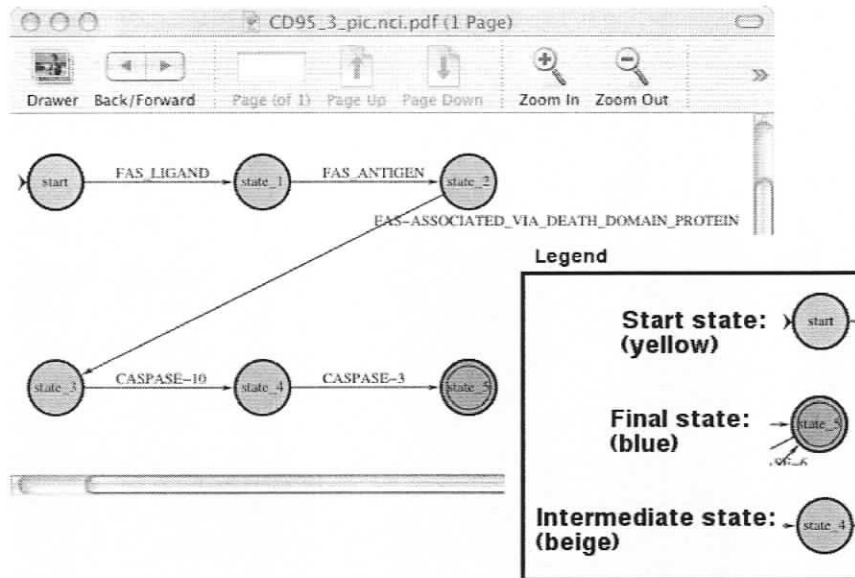 CD95_3_pic.nci.pdf (1 Page)
Drawer Back/Forward Page (of 1) Page Up Page Down Zoom In Zoom Out
start FAS_LIGAND state_1 FAS_ANTIGEN state_2
FAS-ASSOCIATED_VIA_DEATH_DOMAIN_PROTEIN
state_3 CASPASE-10 state_4 CASPASE-3 state_5
Legend
Start state:
(yellow)
start
Final state:
(blue)
state_5
Intermediate state:
(beige)
state_4